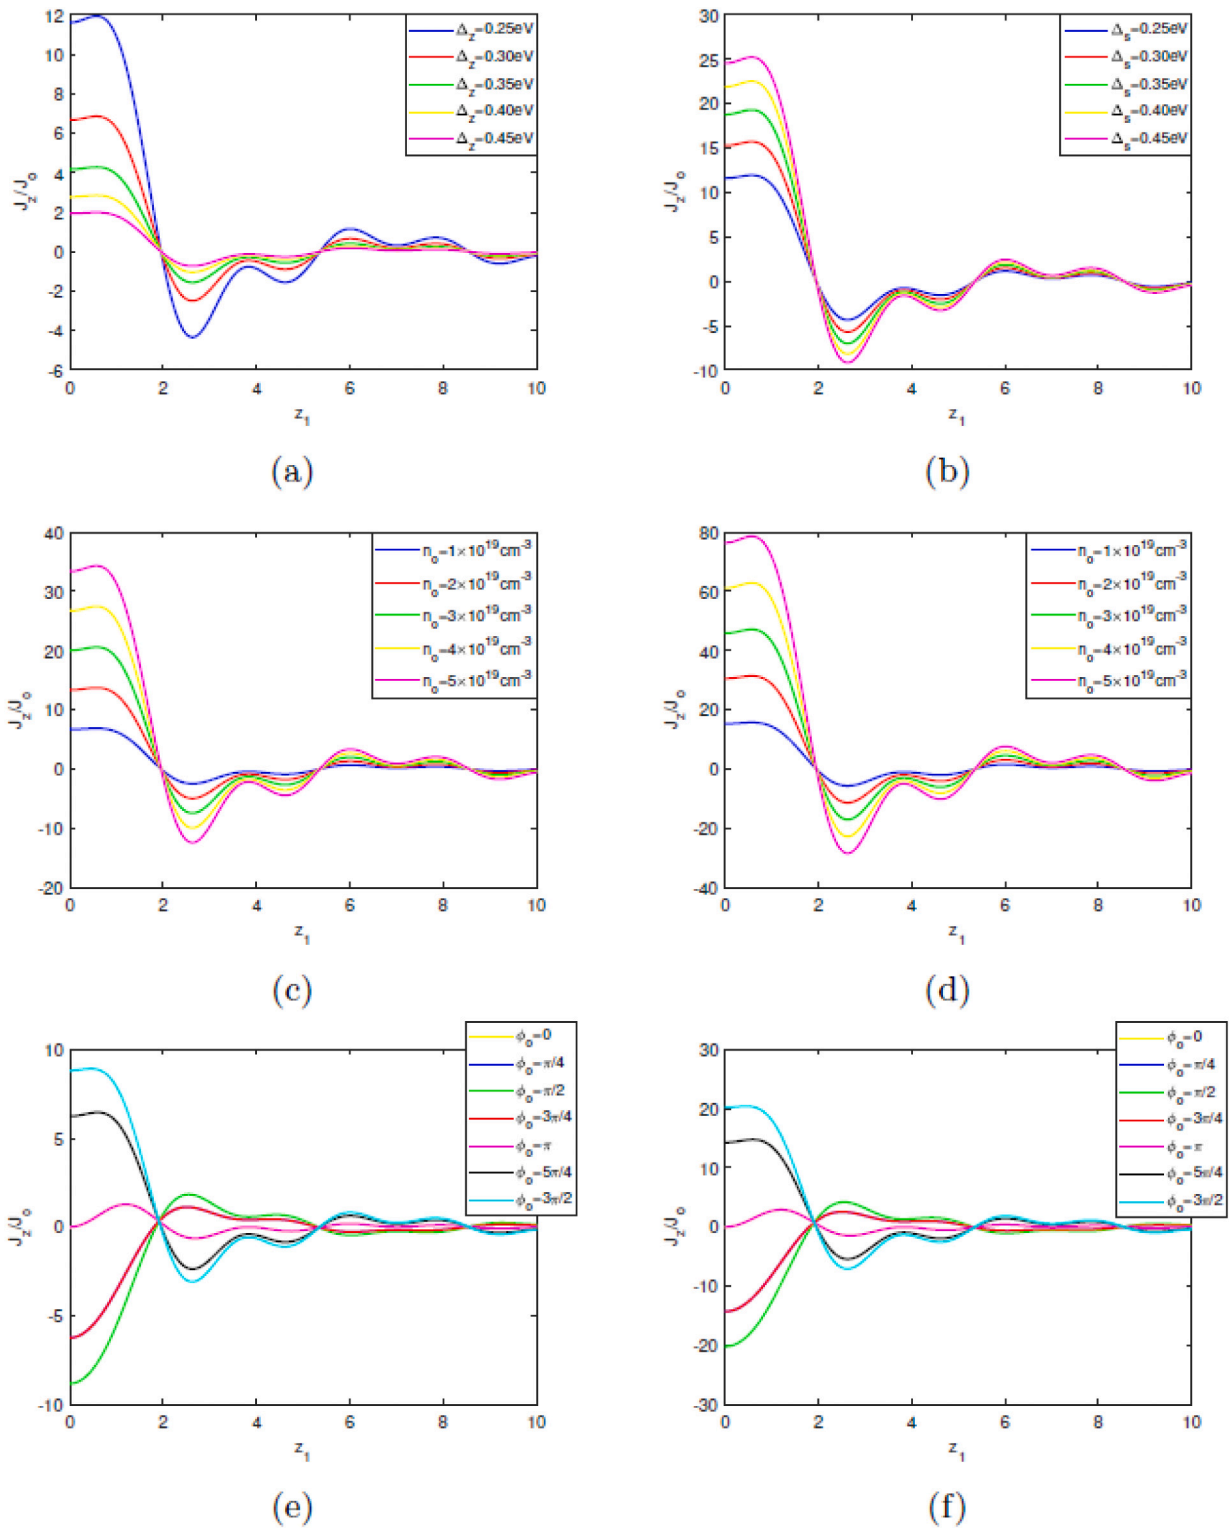 12
10
8
6
4
2
0
-2
-4
-6
0 2 4 6 8 10
J_z/J_o
z_1
Δ_z=0.25eV
Δ_z=0.30eV
Δ_z=0.35eV
Δ_z=0.40eV
Δ_z=0.45eV
(a)
30
25
20
15
10
5
0
-5
-10
0 2 4 6 8 10
J_z/J_o
z_1
Δ_s=0.25eV
Δ_s=0.30eV
Δ_s=0.35eV
Δ_s=0.40eV
Δ_s=0.45eV
(b)
40
30
20
10
0
-10
-20
0 2 4 6 8 10
J_z/J_o
z_1
n_o=1×10^19cm^-3
n_o=2×10^19cm^-3
n_o=3×10^19cm^-3
n_o=4×10^19cm^-3
n_o=5×10^19cm^-3
(c)
80
60
40
20
0
-20
-40
0 2 4 6 8 10
J_z/J_o
z_1
n_o=1×10^19cm^-3
n_o=2×10^19cm^-3
n_o=3×10^19cm^-3
n_o=4×10^19cm^-3
n_o=5×10^19cm^-3
(d)
10
5
0
-5
-10
0 2 4 6 8 10
J_z/J_o
z_1
ϕ_o=0
ϕ_o=π/4
ϕ_o=π/2
ϕ_o=3π/4
ϕ_o=π
ϕ_o=5π/4
ϕ_o=3π/2
(e)
30
20
10
0
-10
-20
-30
0 2 4 6 8 10
J_z/J_o
z_1
ϕ_o=0
ϕ_o=π/4
ϕ_o=π/2
ϕ_o=3π/4
ϕ_o=π
ϕ_o=5π/4
ϕ_o=3π/2
(f)